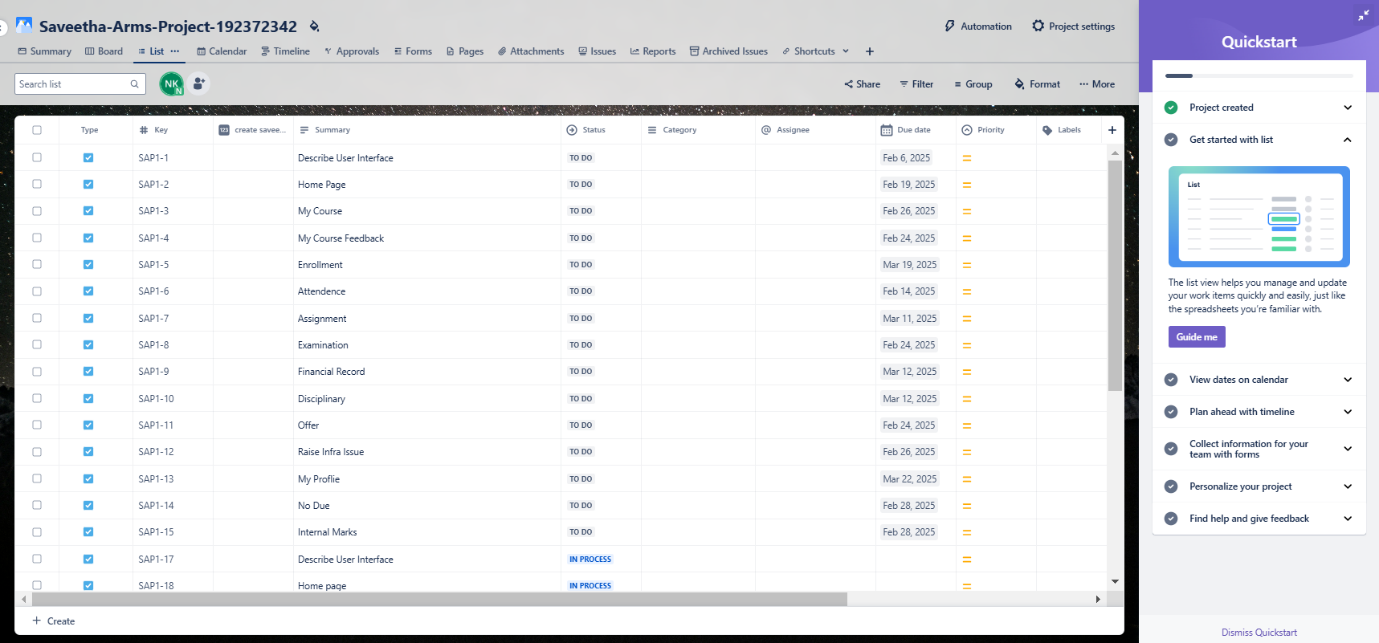 Saveetha-Arms-Project-192372342
Automation Project settings
Summary Board List Calendar Timeline Approvals Forms Pages Attachments Issues Reports Archived Issues Shortcuts
Search list NK N Share Filter Group Format More
Type Key 123 create savee... Summary Status Category Assignee Due date Priority Labels
SAP1-1 Describe User Interface TO DO Feb 6, 2025
SAP1-2 Home Page TO DO Feb 19, 2025
SAP1-3 My Course TO DO Feb 26, 2025
SAP1-4 My Course Feedback TO DO Feb 24, 2025
SAP1-5 Enrollment TO DO Mar 19, 2025
SAP1-6 Attendence TO DO Feb 14, 2025
SAP1-7 Assignment TO DO Mar 11, 2025
SAP1-8 Examination TO DO Feb 24, 2025
SAP1-9 Financial Record TO DO Mar 12, 2025
SAP1-10 Disciplinary TO DO Mar 12, 2025
SAP1-11 Offer TO DO Feb 24, 2025
SAP1-12 Raise Infra Issue TO DO Feb 26, 2025
SAP1-13 My Proflie TO DO Mar 22, 2025
SAP1-14 No Due TO DO Feb 28, 2025
SAP1-15 Internal Marks TO DO Feb 28, 2025
SAP1-17 Describe User Interface IN PROCESS
SAP1-18 Home page IN PROCESS
Create
Quickstart
Project created
Get started with list
List
The list view helps you manage and update
your work items quickly and easily, just like
the spreadsheets you're familiar with.
Guide me
View dates on calendar
Plan ahead with timeline
Collect information for your
team with forms
Personalize your project
Find help and give feedback
Dismiss Quickstart